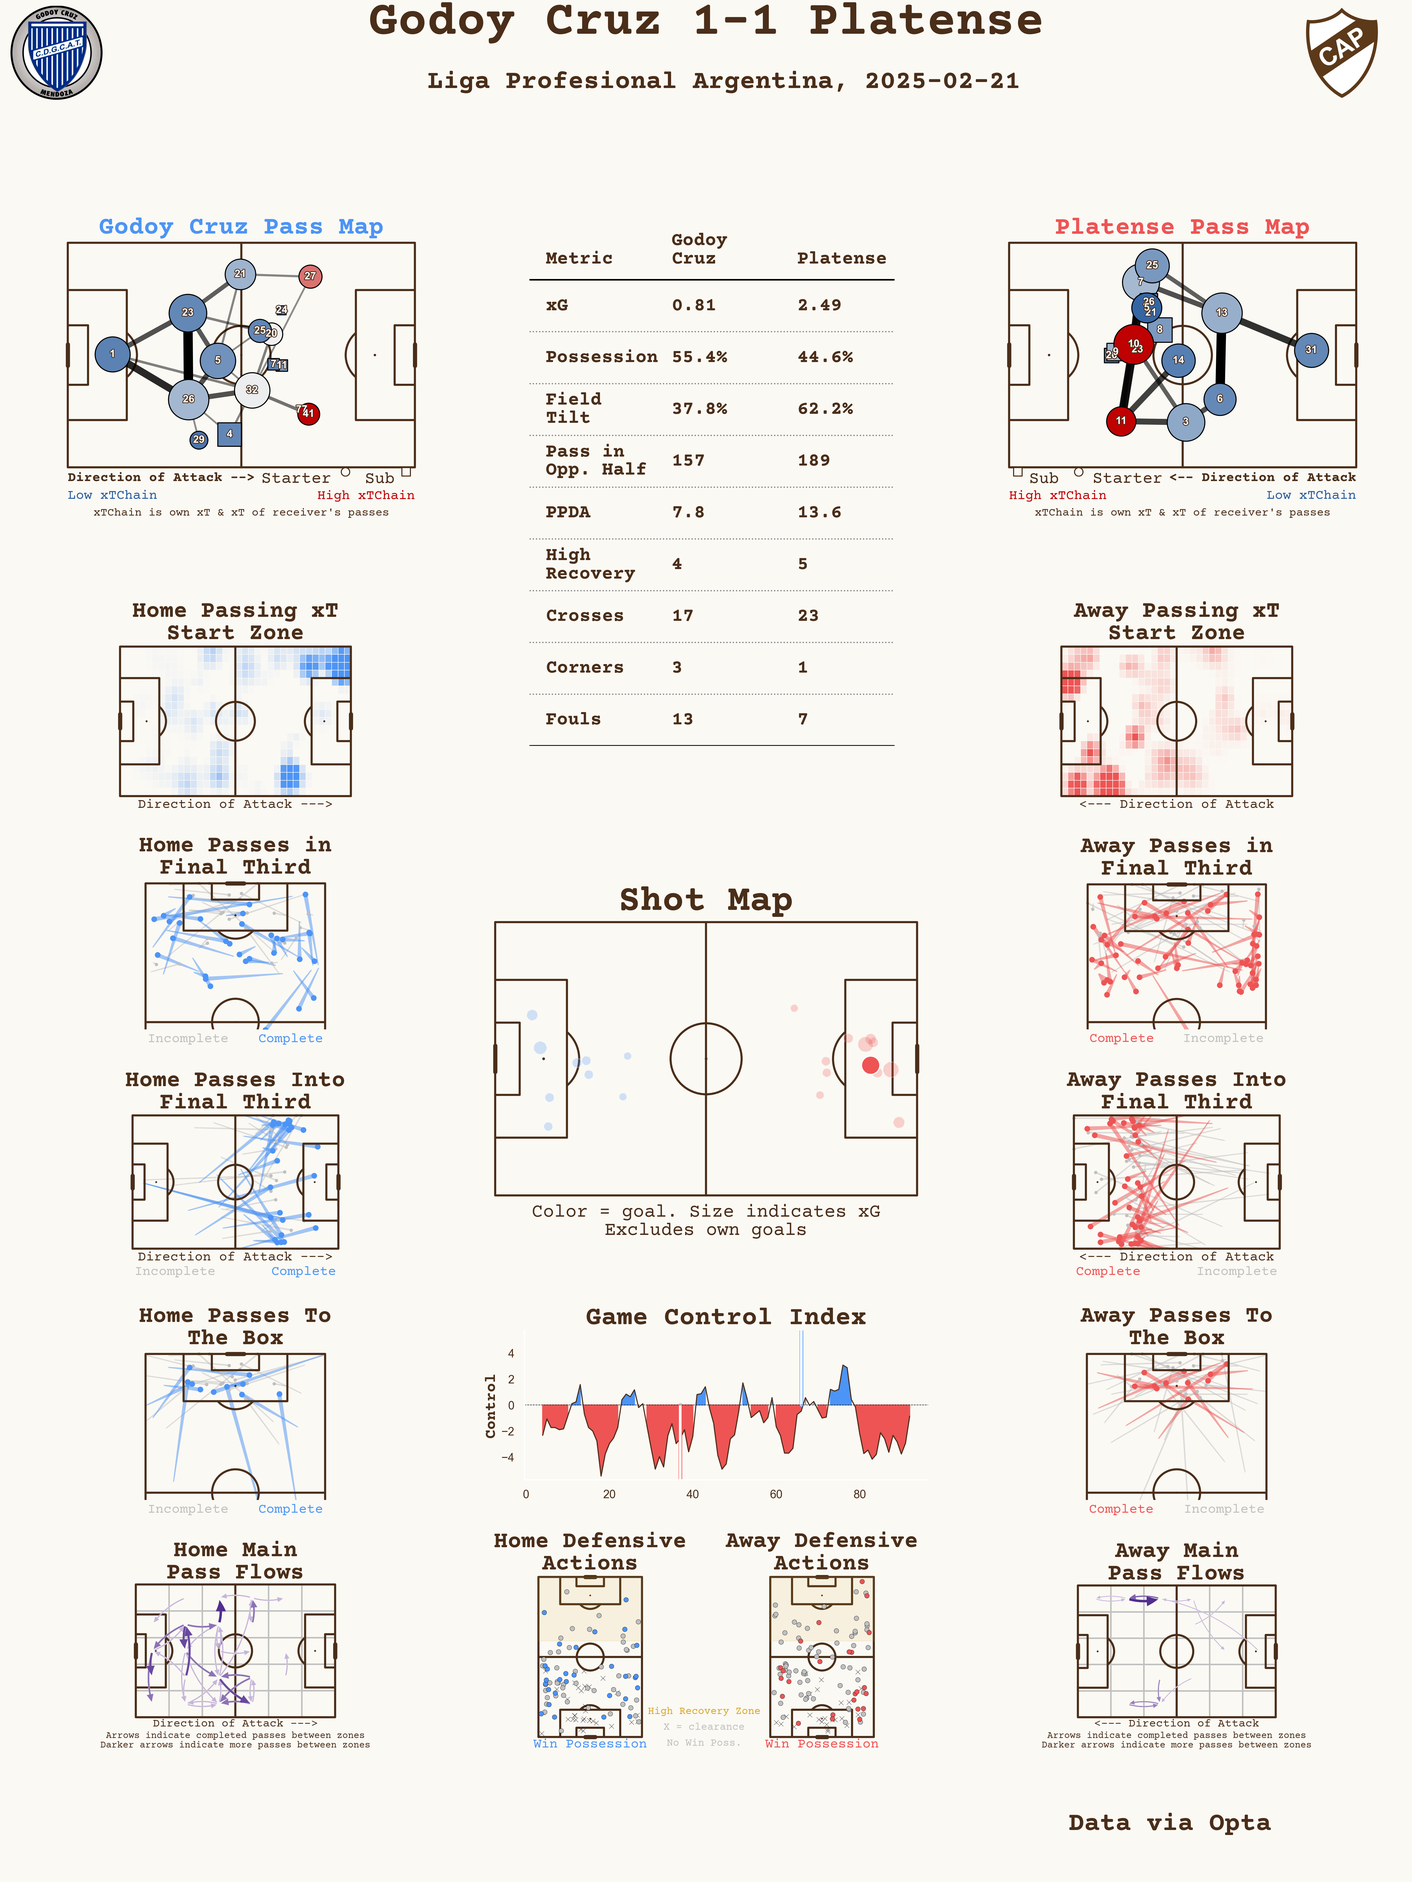 Godoy Cruz 1-1 Platense
Liga Profesional Argentina, 2025-02-21
GODOY CRUZ
C.D.G.C.A.T.
MENDOZA
CAP
Godoy Cruz Pass Map
1
23
26
29
21
5
4
32
25
20
24
7
11
27
77
41
Direction of Attack --> Starter Sub
Low xTChain High xTChain
xTChain is own xT & xT of receiver's passes
Metric Godoy Cruz Platense
xG 0.81 2.49
Possession 55.4% 44.6%
Field Tilt 37.8% 62.2%
Pass in Opp. Half 157 189
PPDA 7.8 13.6
High Recovery 4 5
Crosses 17 23
Corners 3 1
Fouls 13 7
Platense Pass Map
25
7
26
5
21
8
10
23
9
14
13
31
6
3
11
Sub Starter <-- Direction of Attack
High xTChain Low xTChain
xTChain is own xT & xT of receiver's passes
Home Passing xT
Start Zone
Direction of Attack --->
Away Passing xT
Start Zone
<--- Direction of Attack
Home Passes in
Final Third
Incomplete Complete
Away Passes in
Final Third
Complete Incomplete
Shot Map
Color = goal. Size indicates xG
Excludes own goals
Home Passes Into
Final Third
Direction of Attack --->
Incomplete Complete
Away Passes Into
Final Third
<--- Direction of Attack
Complete Incomplete
Home Passes To
The Box
Incomplete Complete
Game Control Index
Control
4
2
0
−2
−4
0 20 40 60 80
Away Passes To
The Box
Complete Incomplete
Home Main
Pass Flows
Direction of Attack --->
Arrows indicate completed passes between zones
Darker arrows indicate more passes between zones
Home Defensive
Actions
Win Possession
High Recovery Zone
X = clearance
No Win Poss.
Away Defensive
Actions
Win Possession
Away Main
Pass Flows
<--- Direction of Attack
Arrows indicate completed passes between zones
Darker arrows indicate more passes between zones
Data via Opta